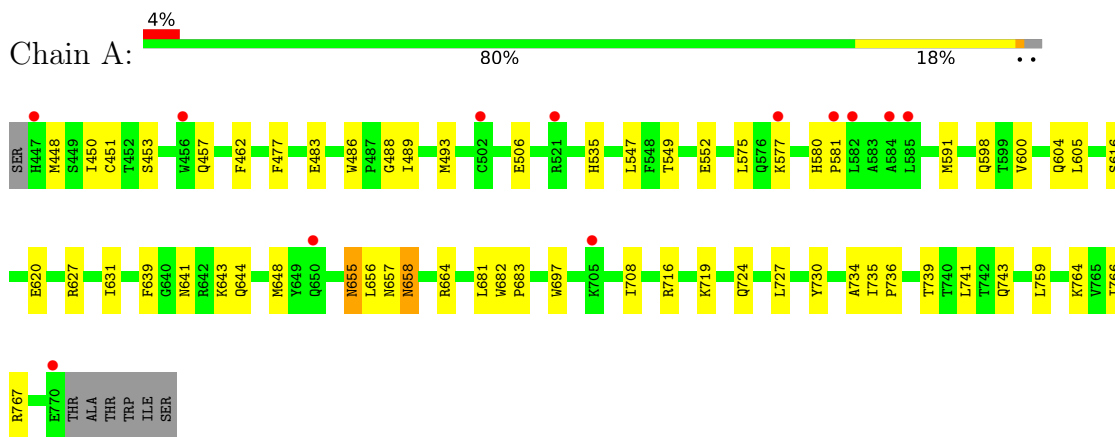 4%
Chain A:
80% 18% ••
SER H447 M448 S449 I450 C451 T452 S453 W456 Q457 F462 F477 E483 W486 P487 G488 I489 M493 C502 E506 R521 H535 L547 F548 T549 E552 L575 Q576 K577 H580 P581 L582 A583 A584 L585 M591 Q598 T599 V600 Q604 L605 S616
E620 R627 I631 F639 G640 N641 R642 K643 Q644 M648 Y649 Q650 N655 L656 N657 N658 R664 L681 W682 P683 W697 K705 I708 R716 K719 Q724 L727 Y730 A734 I735 P736 T739 T740 L741 T742 Q743 L759 K764 V765 I766
R767 E770 THR ALA THR TRP ILE SER